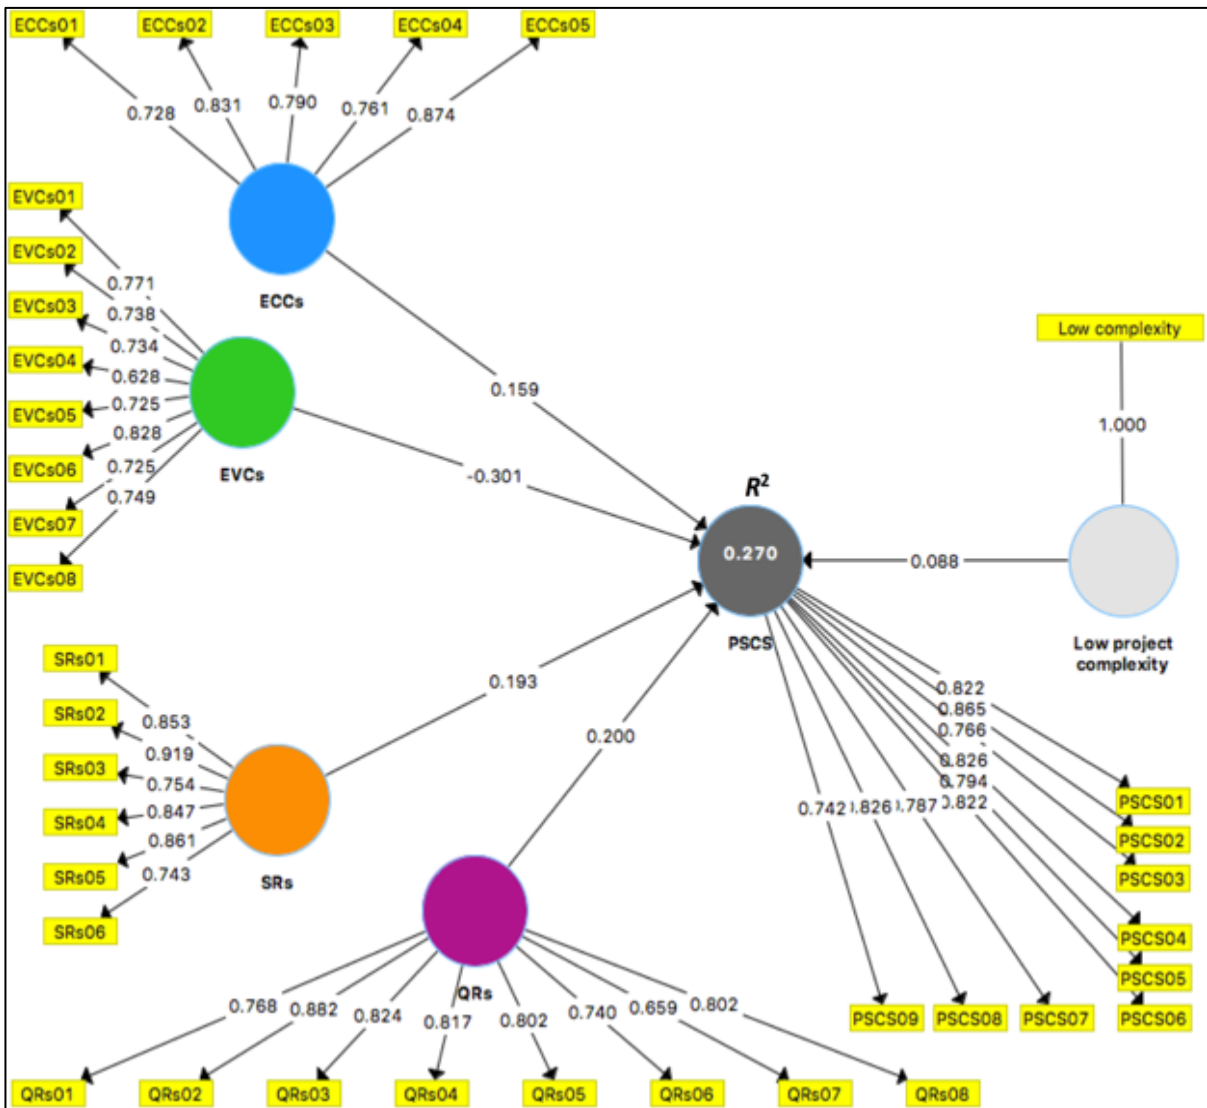 ECCs01 ECCs02 ECCs03 ECCs04 ECCs05
0.728 0.831 0.790 0.761 0.874
ECCs
EVCs01
EVCs02
EVCs03
EVCs04
EVCs05
EVCs06
EVCs07
EVCs08
0.771
0.738
0.734
0.628
0.725
0.828
0.725
0.749
EVCs
0.159
-0.301
R²
0.270
PSCS
0.088
Low complexity
1.000
Low project
complexity
SRs01
SRs02
SRs03
SRs04
SRs05
SRs06
0.853
0.919
0.754
0.847
0.861
0.743
SRs
0.193
0.200
QRs
0.768 0.882 0.824 0.817 0.802 0.740 0.659 0.802
QRs01 QRs02 QRs03 QRs04 QRs05 QRs06 QRs07 QRs08
0.822
0.865
0.766
0.826
0.794
0.822
0.742 .826 .787
PSCS01
PSCS02
PSCS03
PSCS04
PSCS05
PSCS06
PSCS09 PSCS08 PSCS07